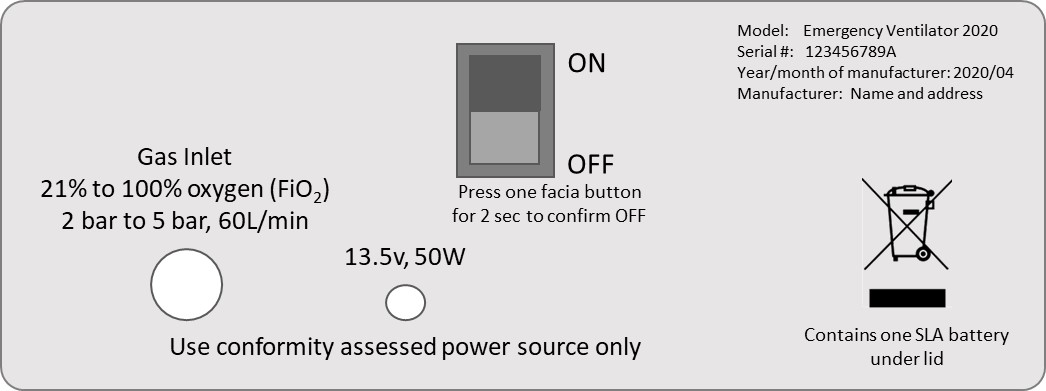 Model: Emergency Ventilator 2020
Serial #: 123456789A
Year/month of manufacturer: 2020/04
Manufacturer: Name and address
ON
OFF
Press one facia button
for 2 sec to confirm OFF
Gas Inlet
21% to 100% oxygen (FiO₂)
2 bar to 5 bar, 60L/min
13.5v, 50W
Use conformity assessed power source only
Contains one SLA battery
under lid